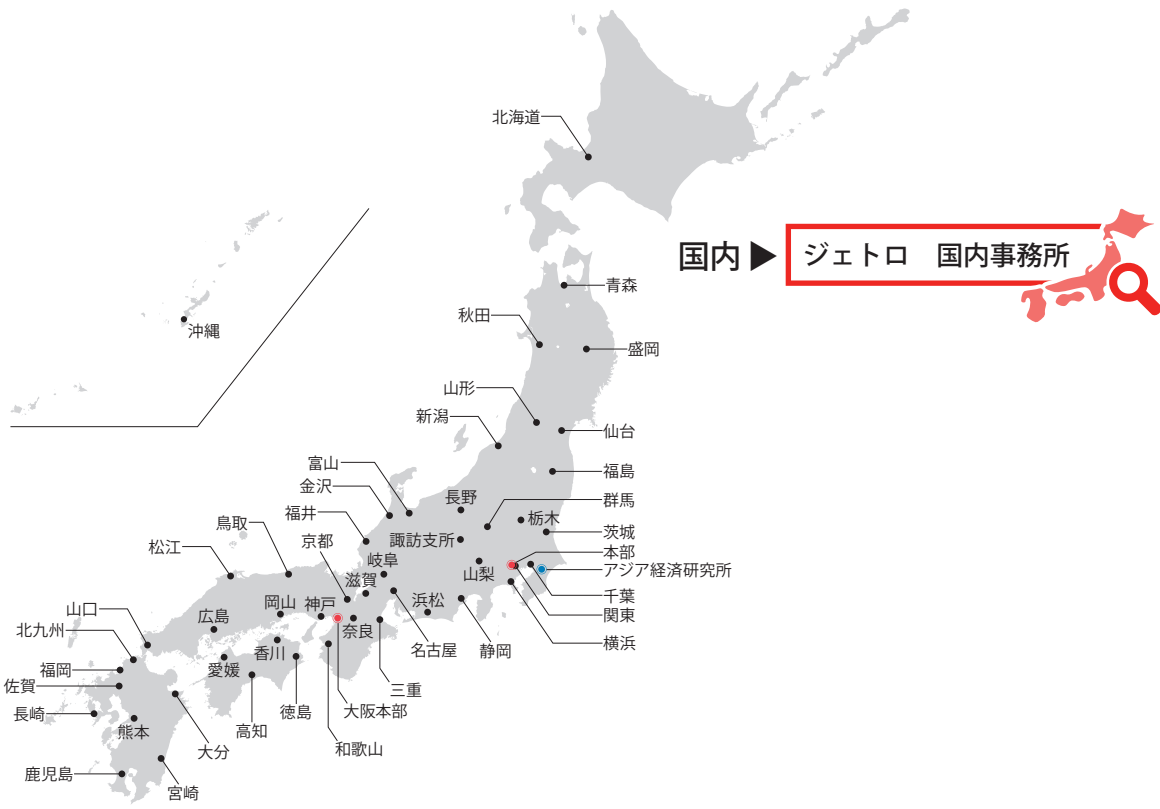 北海道
国内▶
ジェトロ　国内事務所
青森
沖縄
秋田
盛岡
山形
新潟
仙台
富山
福島
金沢
長野
群馬
福井
栃木
鳥取
茨城
京都
諏訪支所
本部
松江
岐阜
アジア経済研究所
滋賀
山梨
千葉
岡山
神戸
浜松
山口
広島
関東
北九州
奈良
横浜
香川
名古屋
静岡
福岡
愛媛
佐賀
三重
長崎
徳島
大阪本部
高知
熊本
大分
和歌山
鹿児島
宮崎